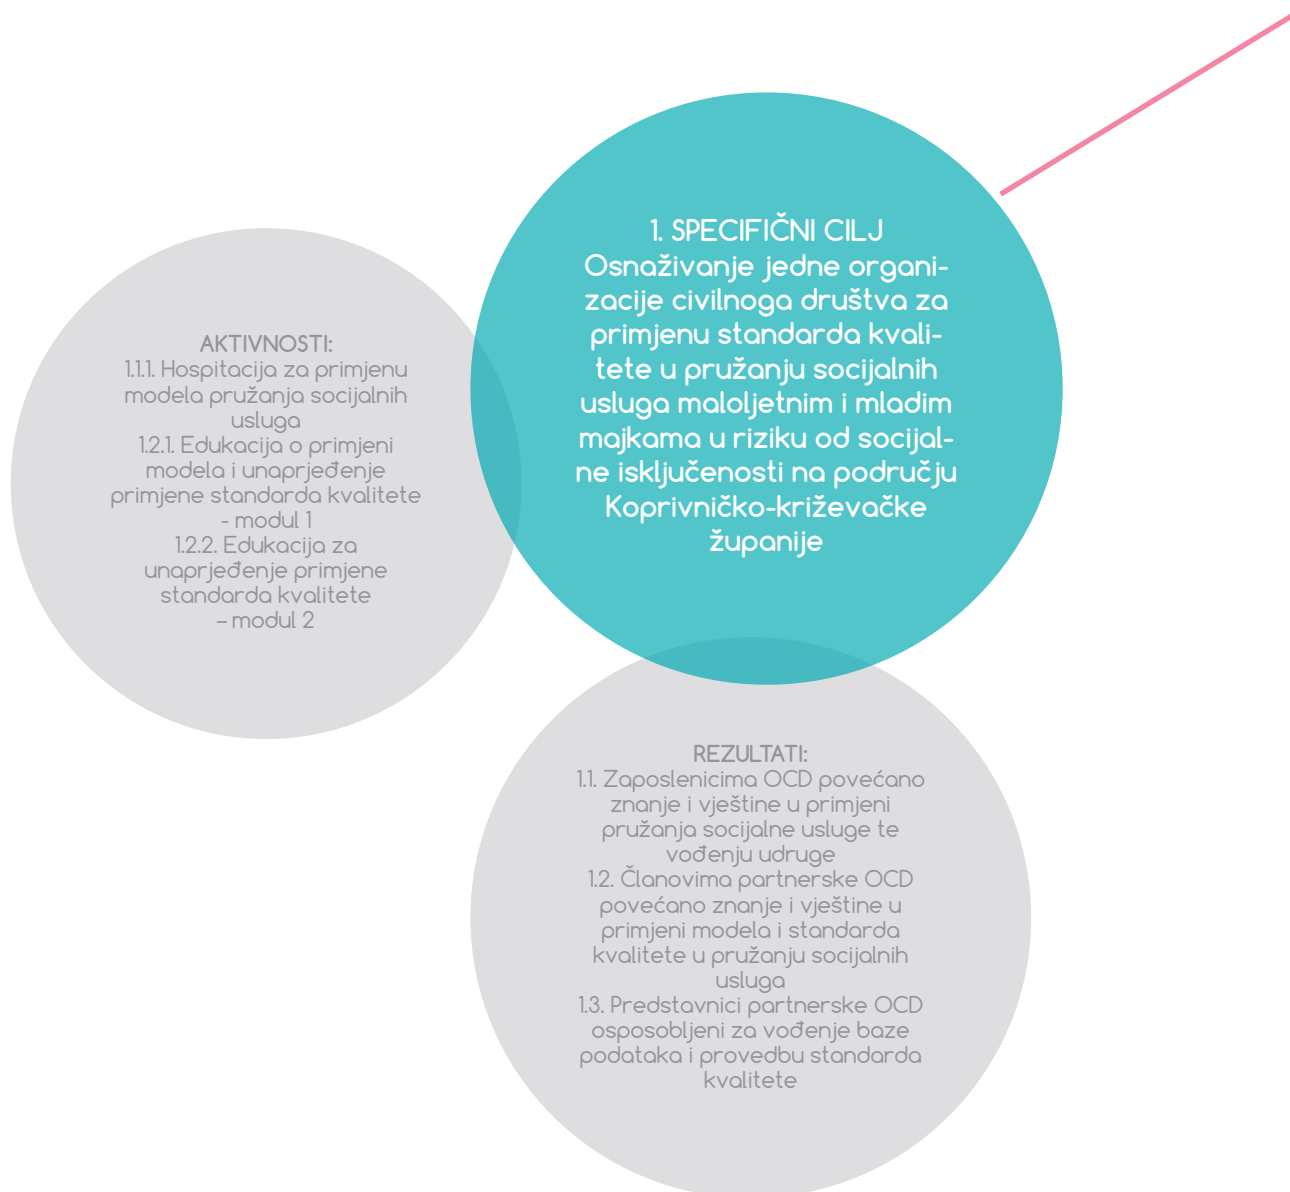 1. SPECIFIČNI CILJ
Osnaživanje jedne organi-
zacije civilnoga društva za
primjenu standarda kvali-
tete u pružanju socijalnih
usluga maloljetnim i mladim
majkama u riziku od socijal-
ne isključenosti na području
Koprivničko-križevačke
županije
AKTIVNOSTI:
1.1.1. Hospitacija za primjenu
modela pružanja socijalnih
usluga
1.2.1. Edukacija o primjeni
modela i unaprjeđenje
primjene standarda kvalitete
- modul 1
1.2.2. Edukacija za
unaprjeđenje primjene
standarda kvalitete
– modul 2
REZULTATI:
1.1. Zaposlenicima OCD povećano
znanje i vještine u primjeni
pružanja socijalne usluge te
vođenju udruge
1.2. Članovima partnerske OCD
povećano znanje i vještine u
primjeni modela i standarda
kvalitete u pružanju socijalnih
usluga
1.3. Predstavnici partnerske OCD
osposobljeni za vođenje baze
podataka i provedbu standarda
kvalitete